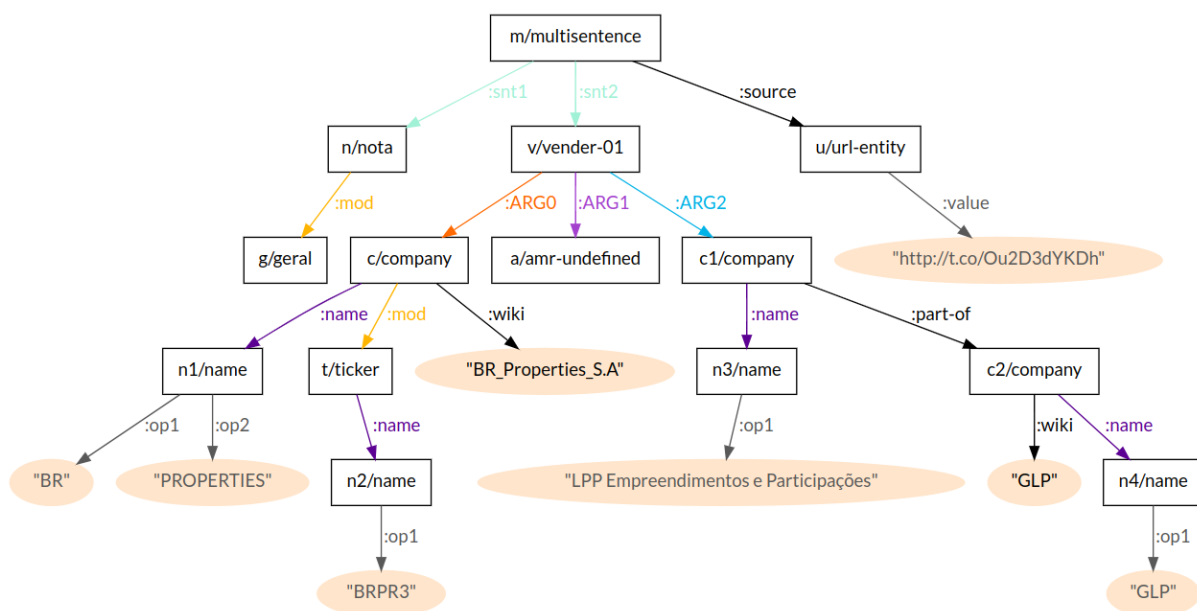 m/multisentence
:snt1 :snt2 :source
n/nota v/vender-01 u/url-entity
:mod :ARG0 :ARG1 :ARG2 :value
g/geral c/company a/amr-undefined c1/company "http://t.co/Ou2D3dYKDh"
:name :mod :wiki :name :part-of
n1/name t/ticker "BR_Properties_S.A" n3/name c2/company
:op1 :op2 :name :op1 :wiki :name
"BR" "PROPERTIES" n2/name "LPP Empreendimentos e Participações" "GLP" n4/name
:op1 :op1
"BRPR3" "GLP"